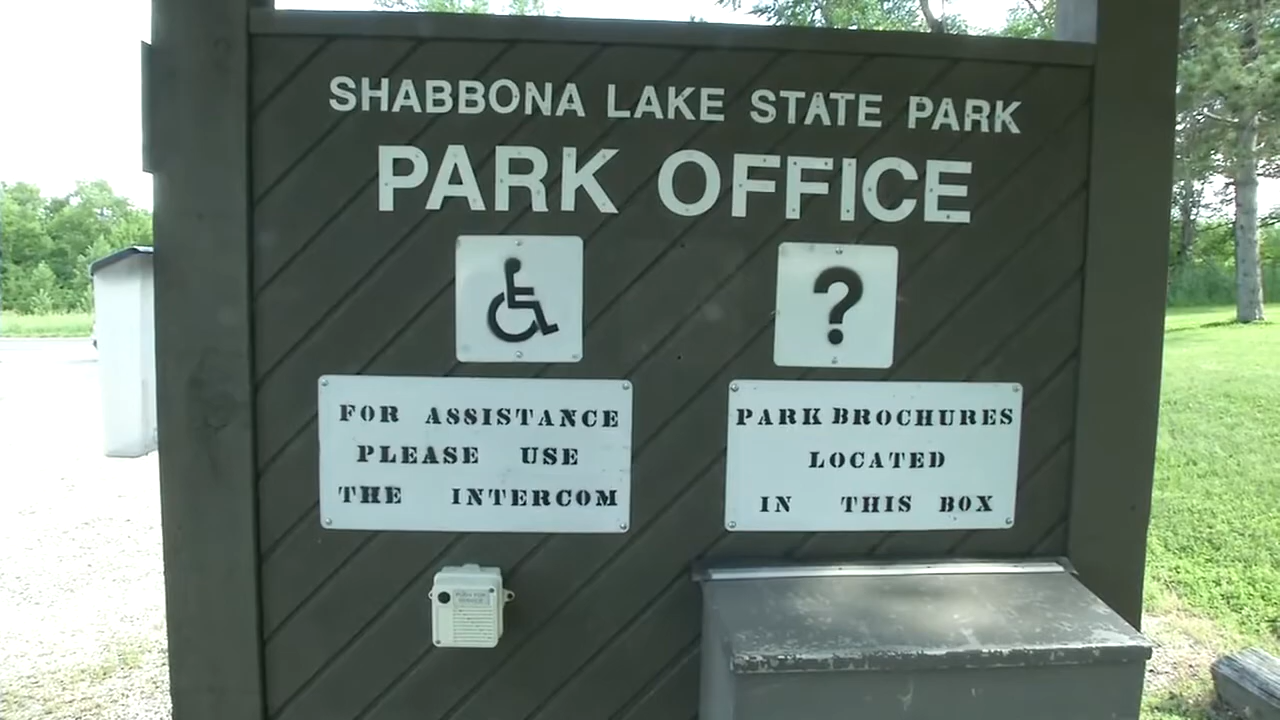 SHABBONA LAKE STATE PARK
PARK OFFICE
?
FOR ASSISTANCE
PLEASE USE
THE INTERCOM
PARK BROCHURES
LOCATED
IN THIS BOX